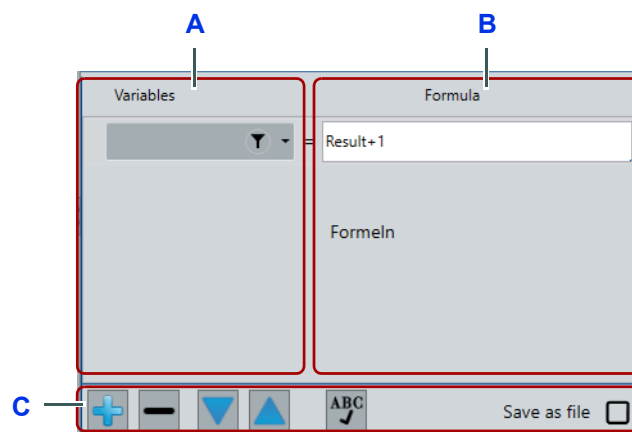 A B
Variables Formula
= Result+1
Formeln
C ABC Save as file